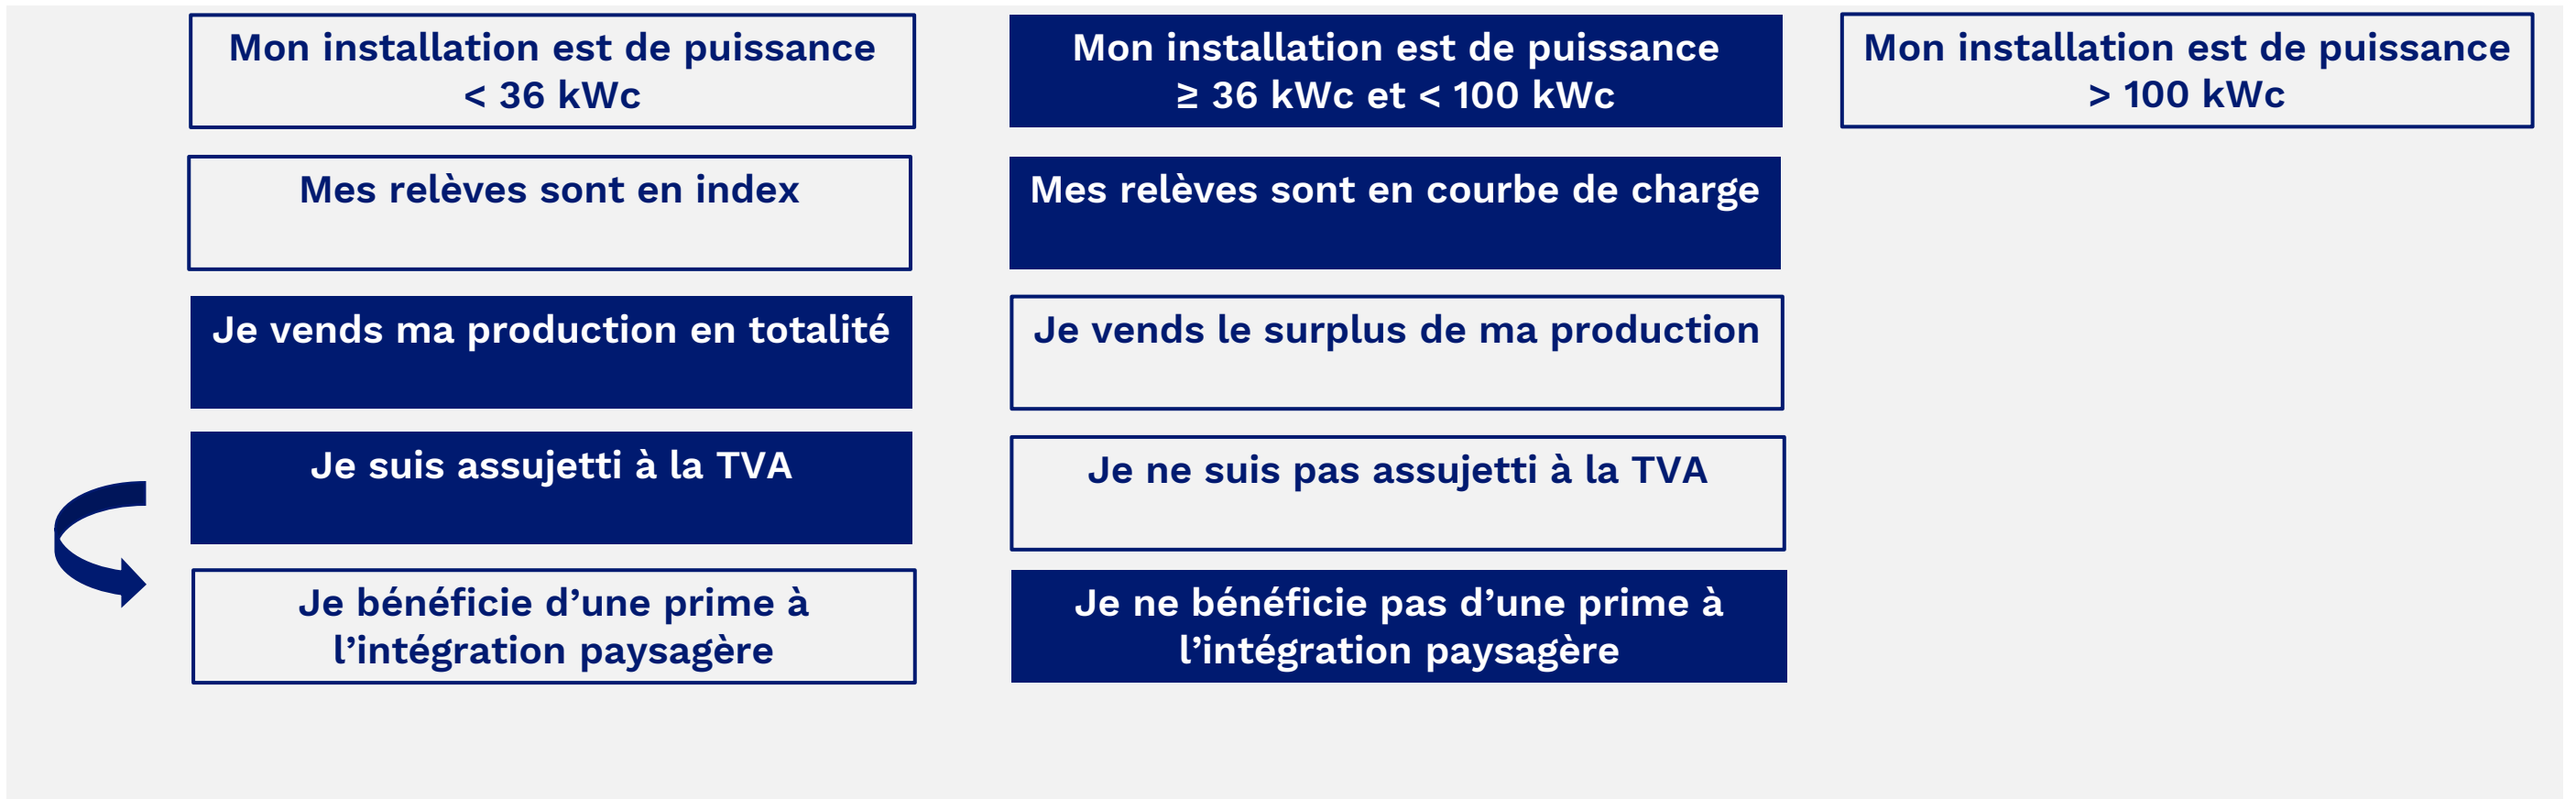 Mon installation est de puissance
< 36 kWc
Mon installation est de puissance
≥ 36 kWc et < 100 kWc
Mon installation est de puissance
> 100 kWc
Mes relèves sont en index
Mes relèves sont en courbe de charge
Je vends ma production en totalité
Je vends le surplus de ma production
Je suis assujetti à la TVA
Je ne suis pas assujetti à la TVA
Je bénéficie d’une prime à
l’intégration paysagère
Je ne bénéficie pas d’une prime à
l’intégration paysagère